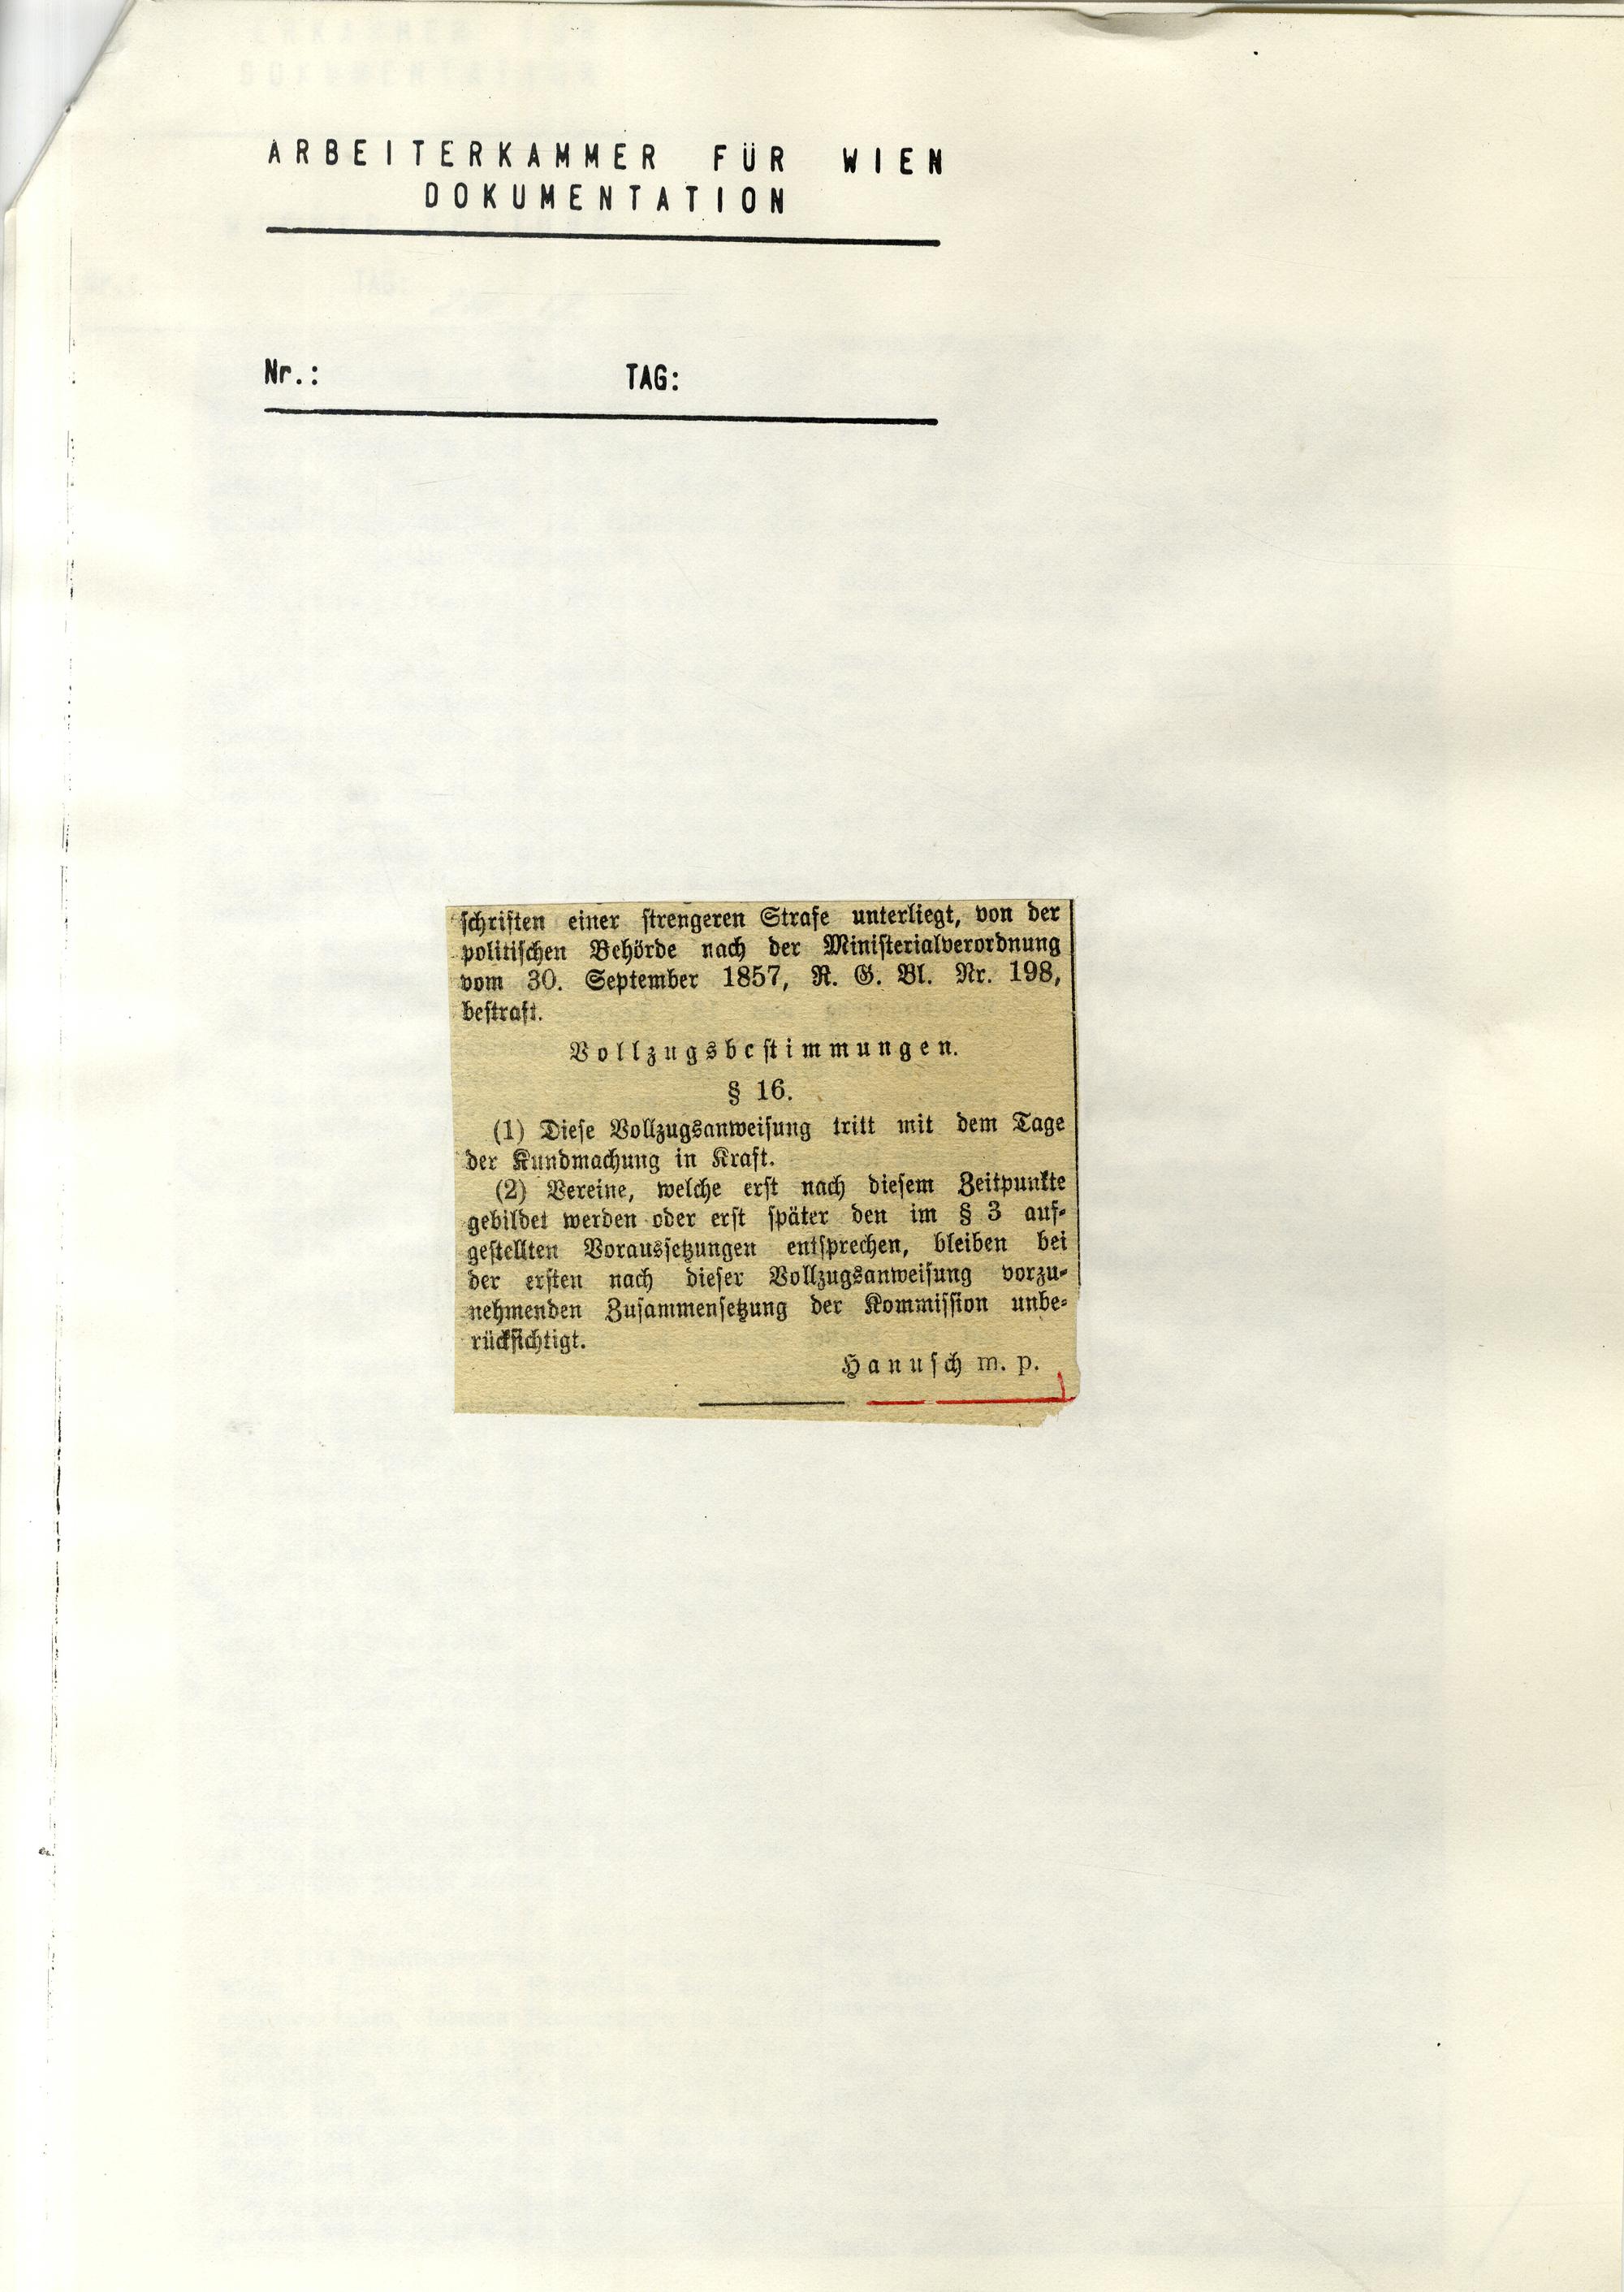 ARBEITERKAMMER FÜR WIEN
DOKUMENTATION
Nr.: TAG:
schriften einer strengeren Strafe unterliegt, von der
politischen Behörde nach der Ministerialverordnung
vom 30. September 1857, R. G. Bl. Nr. 198,
bestraft.
Vollzugsbestimmungen.
§ 16.
(1) Diese Vollzugsanweisung tritt mit dem Tage
der Kundmachung in Kraft.
(2) Vereine, welche erst nach diesem Zeitpunkte
gebildet werden oder erst später den im § 3 auf-
gestellten Voraussetzungen entsprechen, bleiben bei
der ersten nach dieser Vollzugsanweisung vorzu-
nehmenden Zusammensetzung der Kommission unbe-
rücksichtigt.
Hanusch m. p.